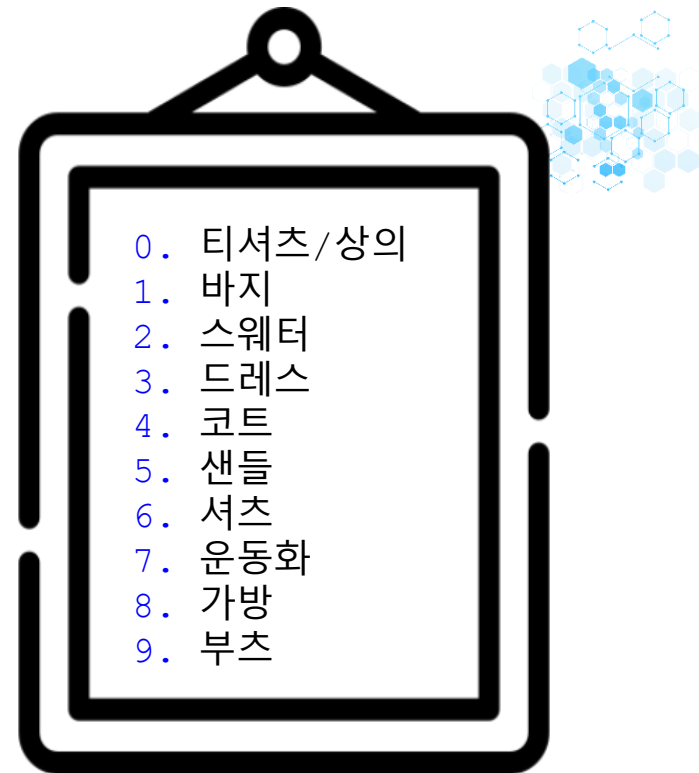 0. 티셔츠/상의
1. 바지
2. 스웨터
3. 드레스
4. 코트
5. 샌들
6. 셔츠
7. 운동화
8. 가방
9. 부츠